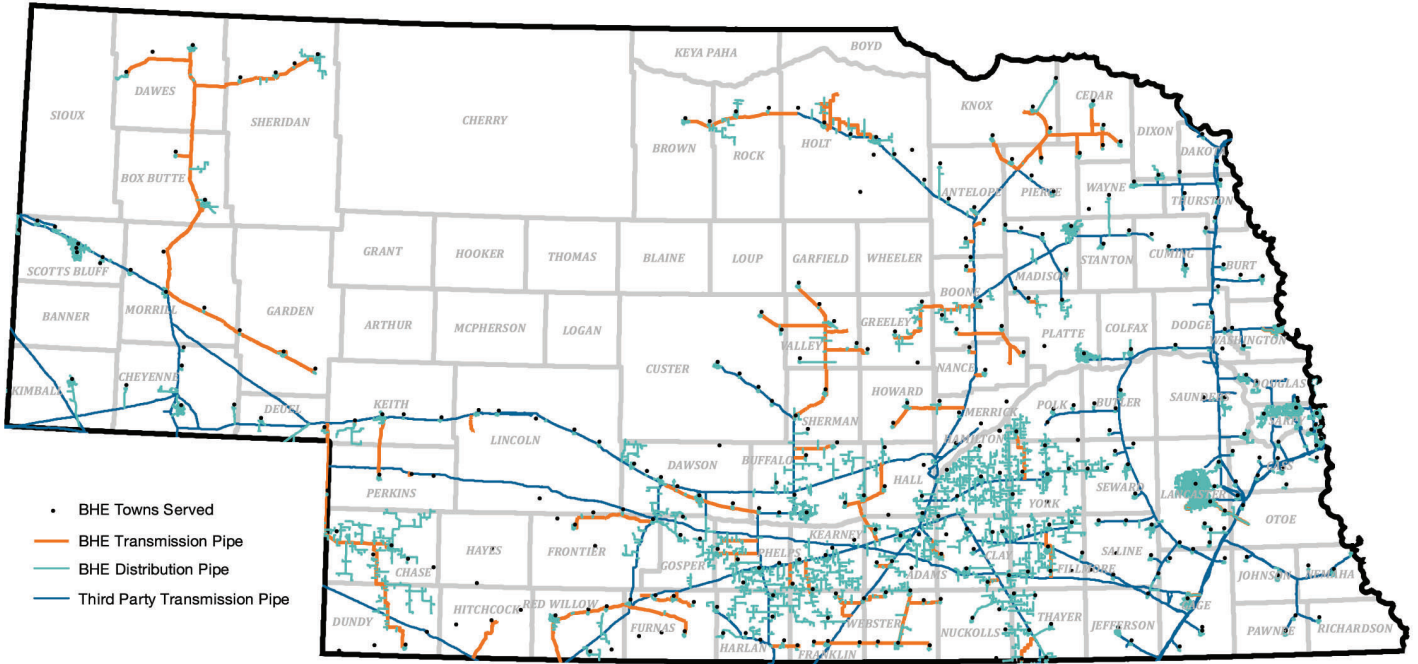 KEYA PAHA
BOYD
SIOUX
DAWES
SHERIDAN
CHERRY
KNOX
CEDAR
DIXON
DAKOTA
BROWN
ROCK
HOLT
BOX BUTTE
ANTELOPE
PIERCE
WAYNE
THURSTON
SCOTTS BLUFF
GRANT
HOOKER
THOMAS
BLAINE
LOUP
GARFIELD
WHEELER
MADISON
STANTON
CUMING
BURT
BANNER
MORRILL
GARDEN
ARTHUR
MCPHERSON
LOGAN
BOONE
GREELEY
VALLEY
PLATTE
COLFAX
DODGE
WASHINGTON
KIMBALL
CHEYENNE
CUSTER
NANCE
DEUEL
KEITH
LINCOLN
SHERMAN
HOWARD
MERRICK
POLK
BUTLER
SAUNDERS
DOUGLAS
SARPY
HAMILTON
PERKINS
DAWSON
BUFFALO
HALL
YORK
SEWARD
LANCASTER
CASS
OTOE
BHE Towns Served
BHE Transmission Pipe
BHE Distribution Pipe
Third Party Transmission Pipe
CHASE
HAYES
FRONTIER
GOSPER
PHELPS
KEARNEY
ADAMS
CLAY
FILLMORE
SALINE
JOHNSON
NEMAHA
DUNDY
HITCHCOCK
RED WILLOW
FURNAS
HARLAN
FRANKLIN
WEBSTER
NUCKOLLS
THAYER
JEFFERSON
GAGE
PAWNEE
RICHARDSON